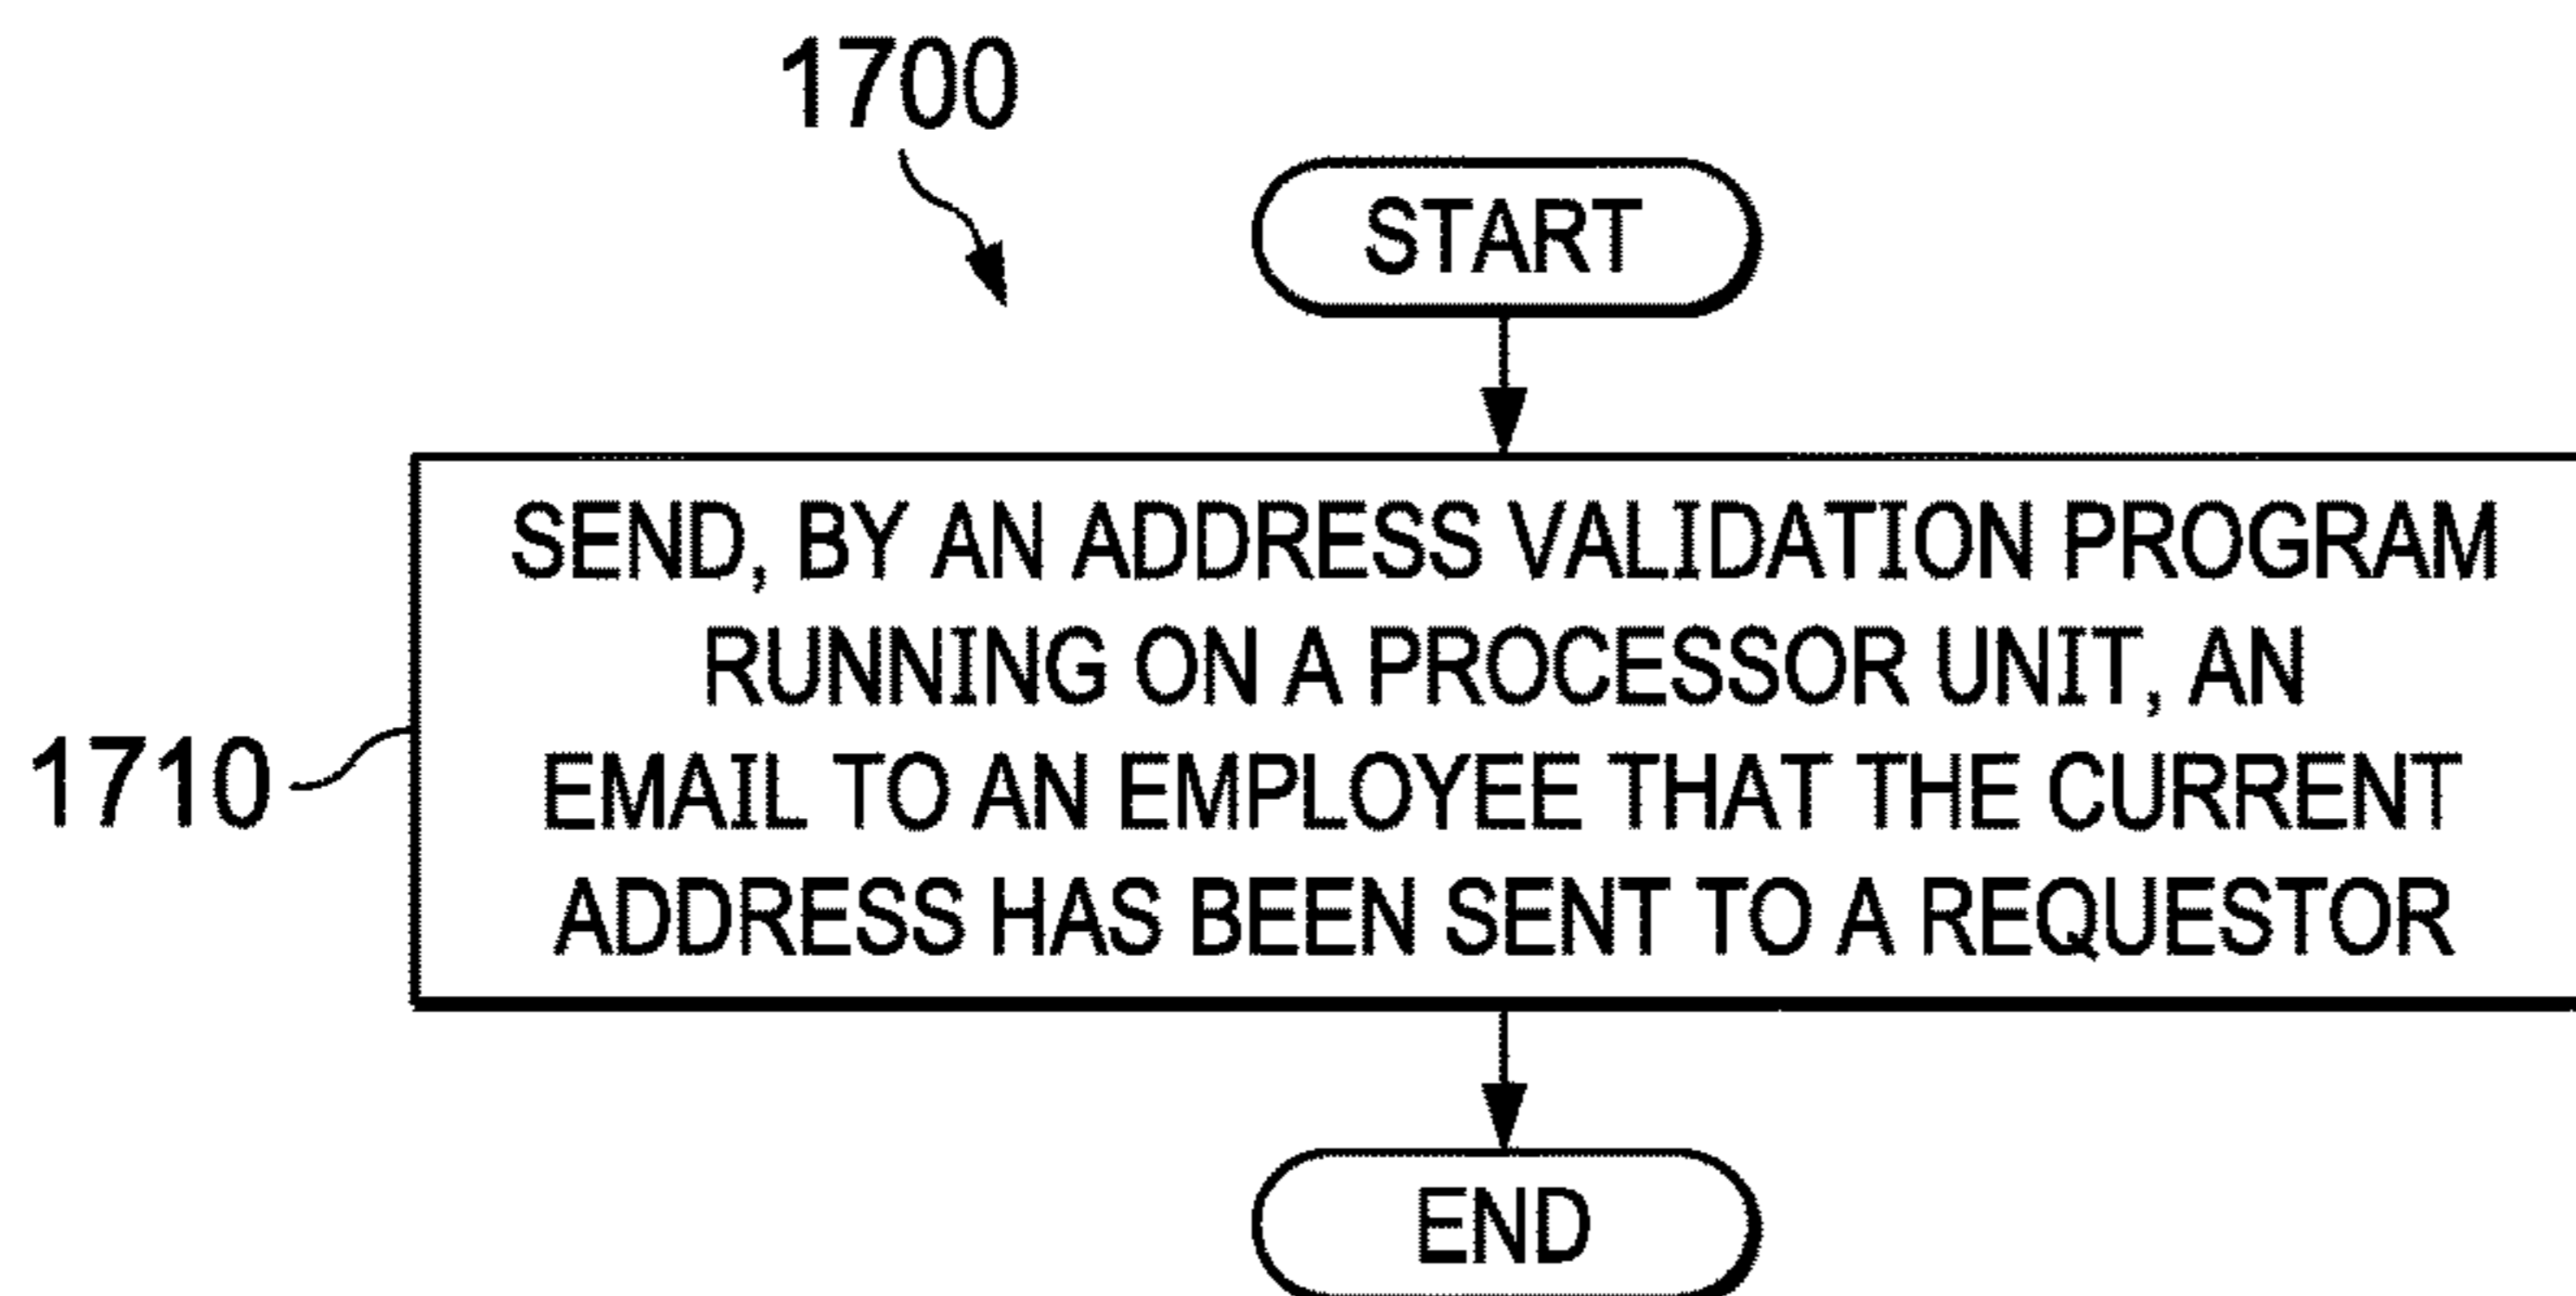 1700
START
SEND, BY AN ADDRESS VALIDATION PROGRAM
RUNNING ON A PROCESSOR UNIT, AN
EMAIL TO AN EMPLOYEE THAT THE CURRENT
ADDRESS HAS BEEN SENT TO A REQUESTOR
1710
END